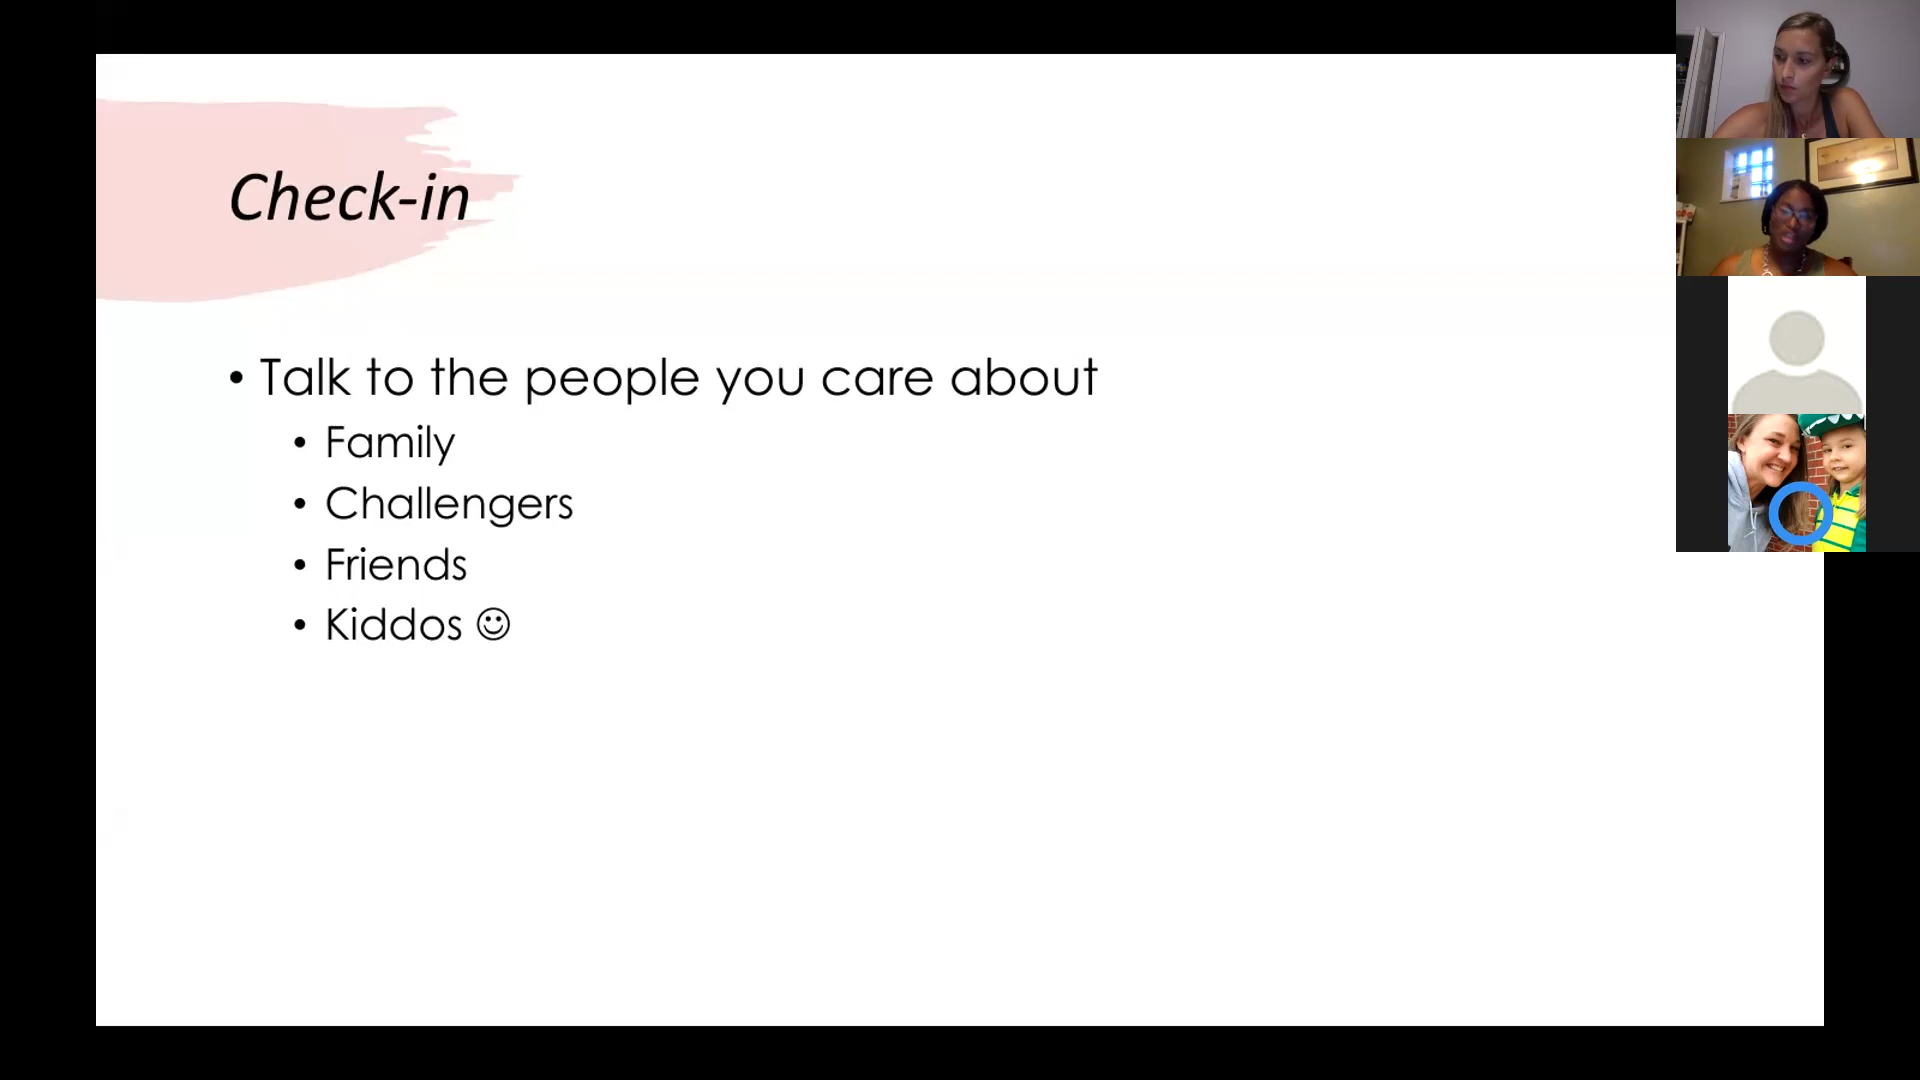 Check-in
• Talk to the people you care about
• Family
• Challengers
• Friends
• Kiddos ☺